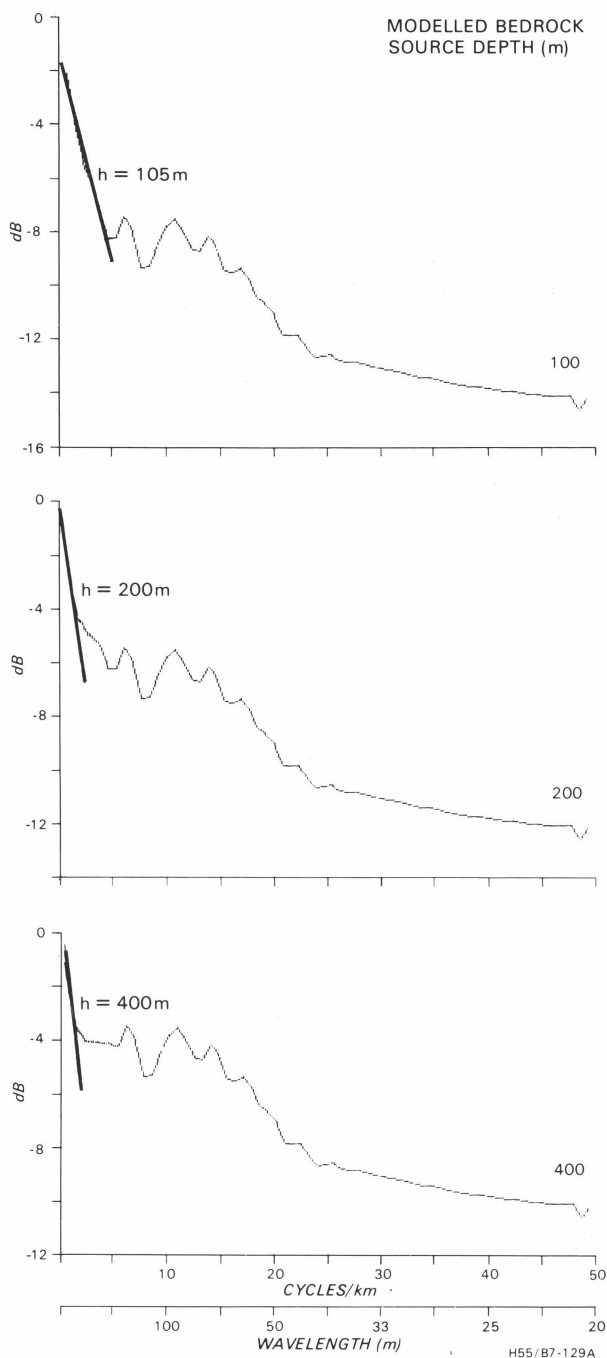 MODELLED BEDROCK
SOURCE DEPTH (m)
0
-4
-8
-12
-16
dB
h = 105m
100
0
-4
-8
-12
dB
h = 200m
200
0
-4
-8
-12
dB
h = 400m
400
10
20
30
40
50
CYCLES/km
100
50
33
25
20
WAVELENGTH (m)
H55/B7-129A